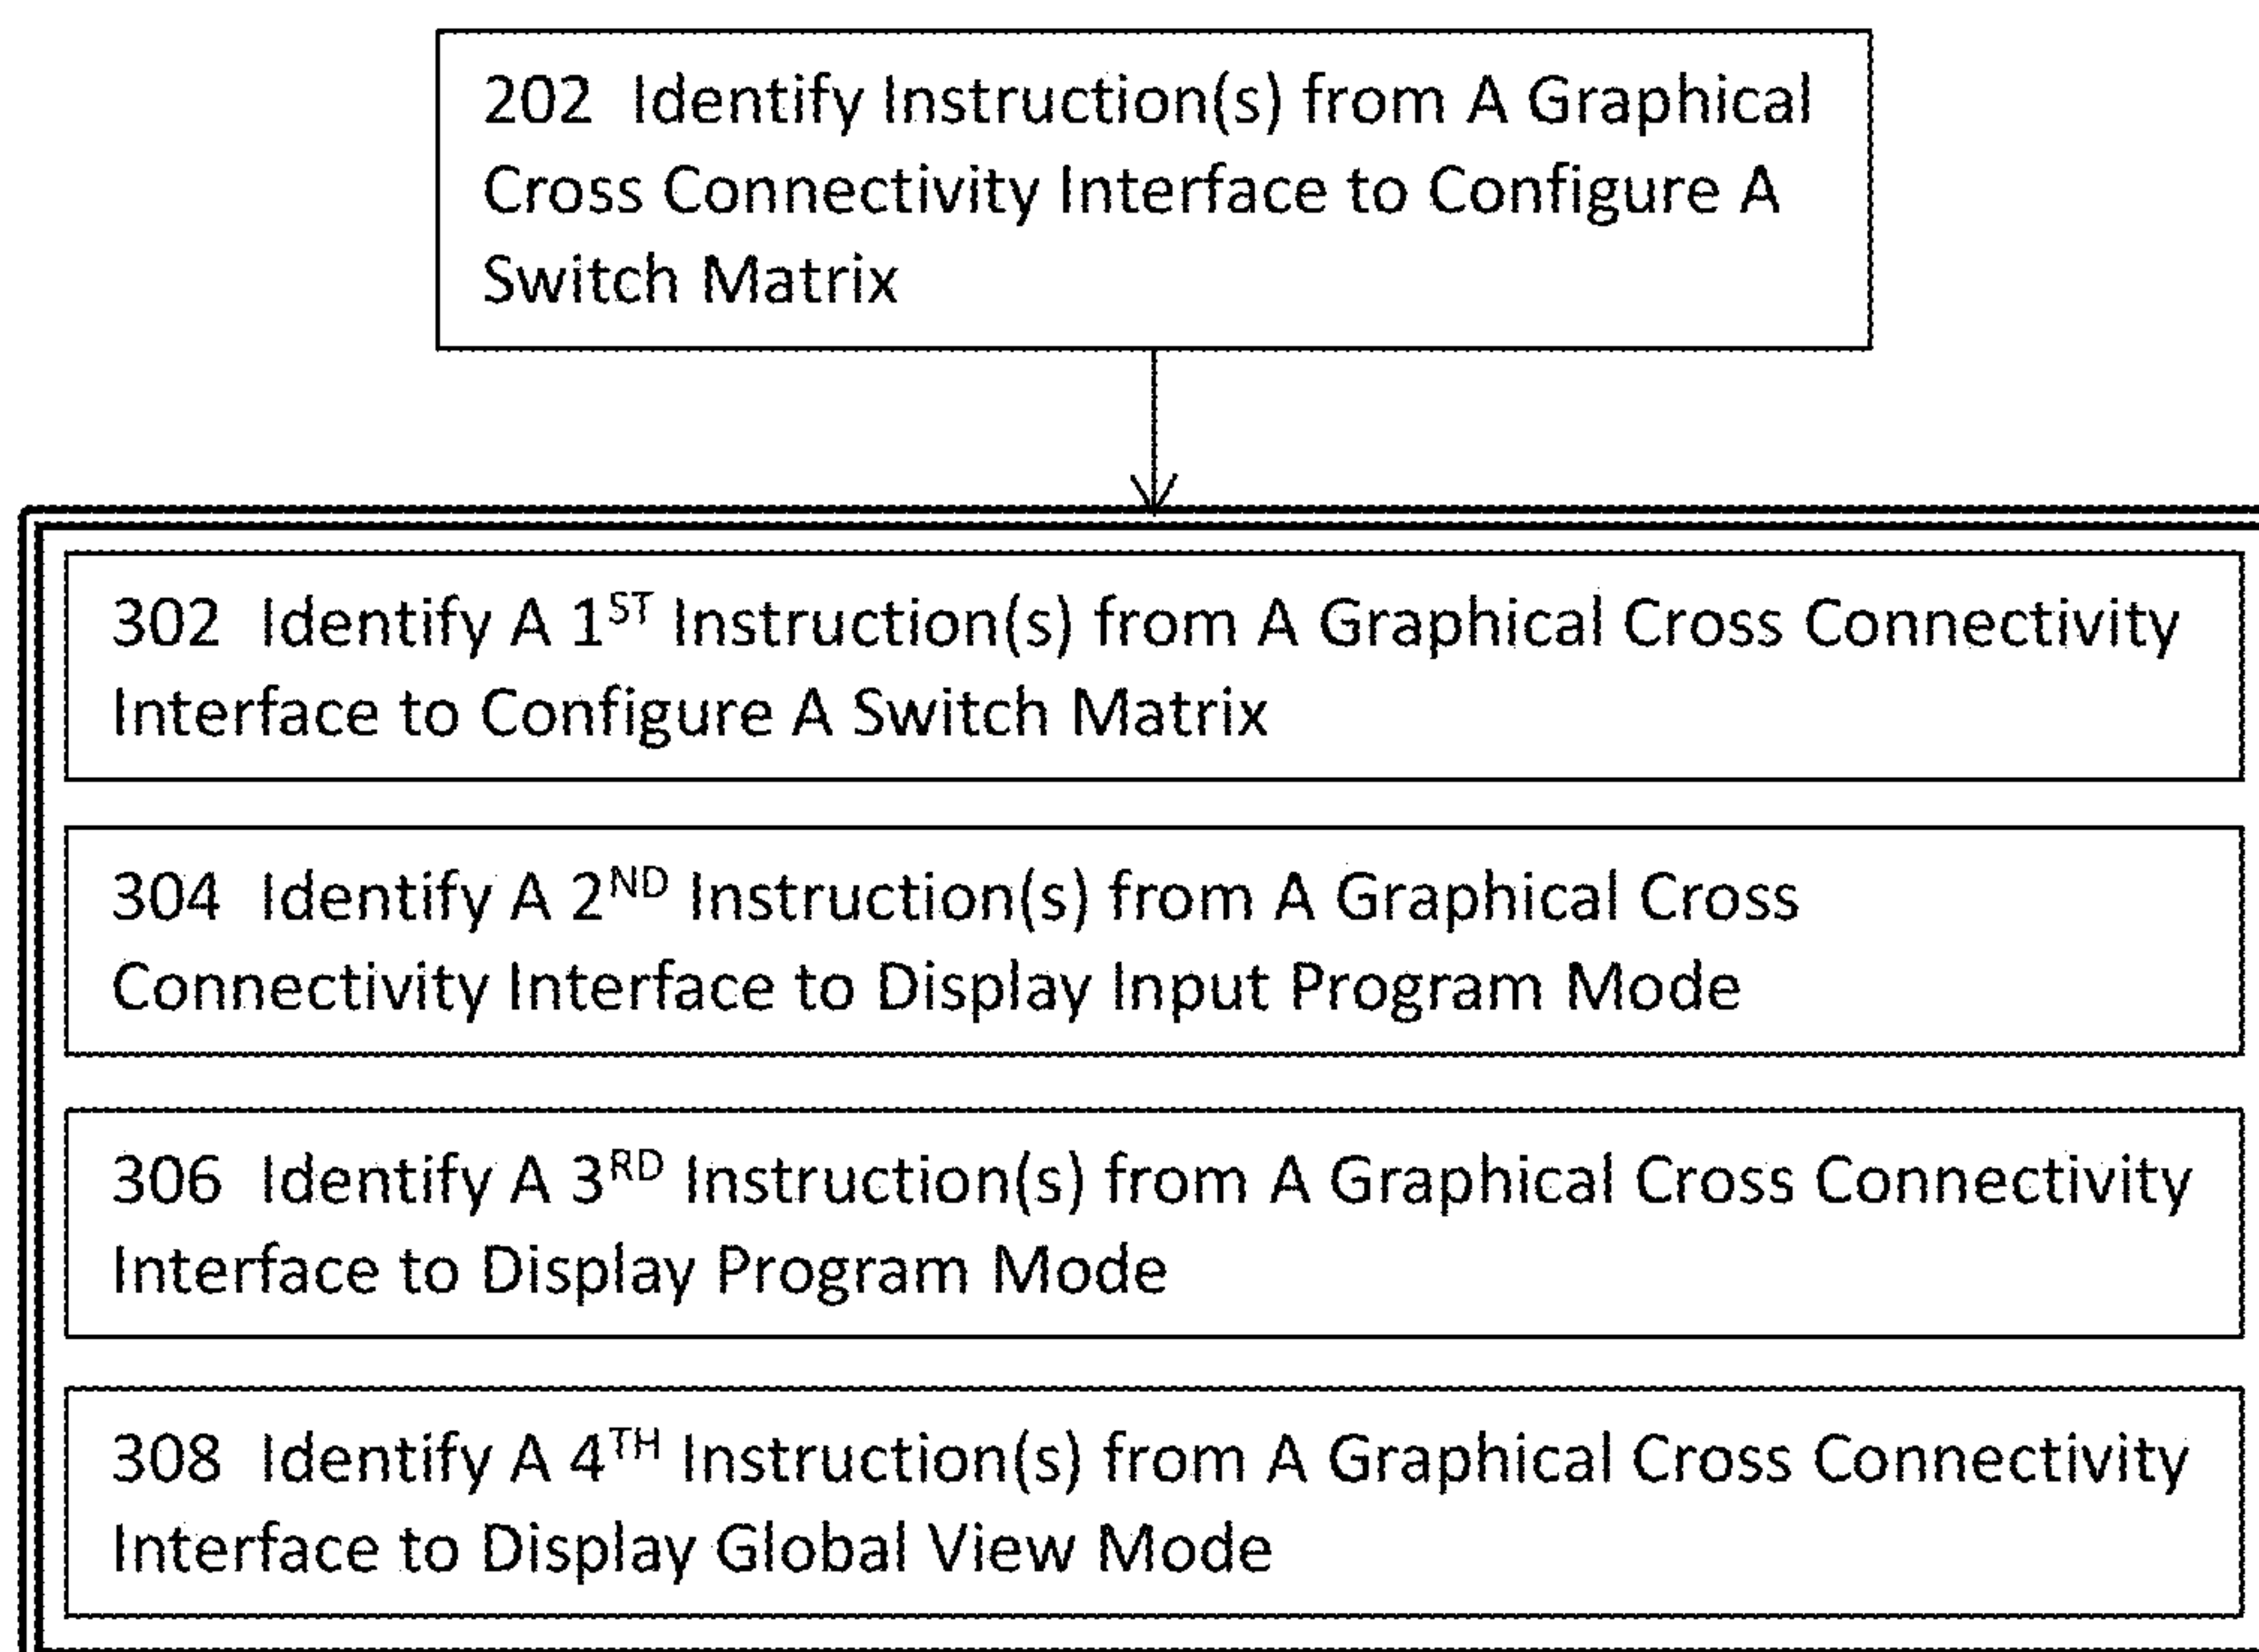 202 Identify Instruction(s) from A Graphical
Cross Connectivity Interface to Configure A
Switch Matrix
302 Identify A 1ST Instruction(s) from A Graphical Cross Connectivity
Interface to Configure A Switch Matrix
304 Identify A 2ND Instruction(s) from A Graphical Cross
Connectivity Interface to Display Input Program Mode
306 Identify A 3RD Instruction(s) from A Graphical Cross Connectivity
Interface to Display Program Mode
308 Identify A 4TH Instruction(s) from A Graphical Cross Connectivity
Interface to Display Global View Mode